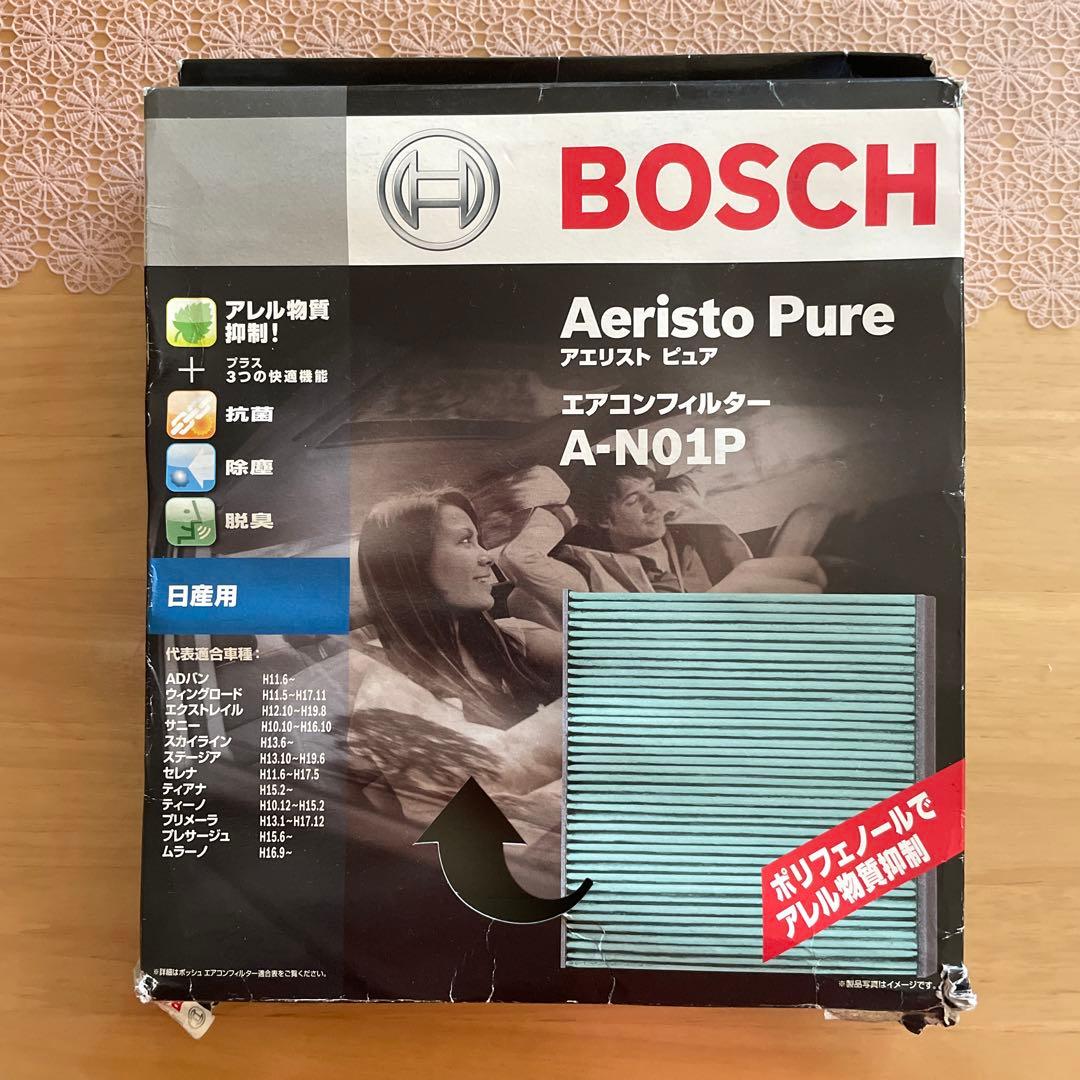 BOSCH
Aeristo Pure
アエリスト ピュア
エアコンフィルター
A-N01P
アレル物質
抑制!
+ プラス
3つの快適機能
抗菌
除塵
脱臭
日産用
代表適合車種:
ADバン H11.6~
ウィングロード H11.5~H17.11
エクストレイル H12.10~H19.8
サニー H10.10~H16.10
スカイライン H13.6~
ステージア H13.10~H19.6
セレナ H11.6~H17.5
ティアナ H15.2~
ティーノ H10.12~H15.2
プリメーラ H13.1~H17.12
プレサージュ H15.6~
ムラーノ H16.9~
ポリフェノールで
アレル物質抑制
※詳細はボッシュ エアコンフィルター適合表をご覧ください。
※製品写真はイメージです。